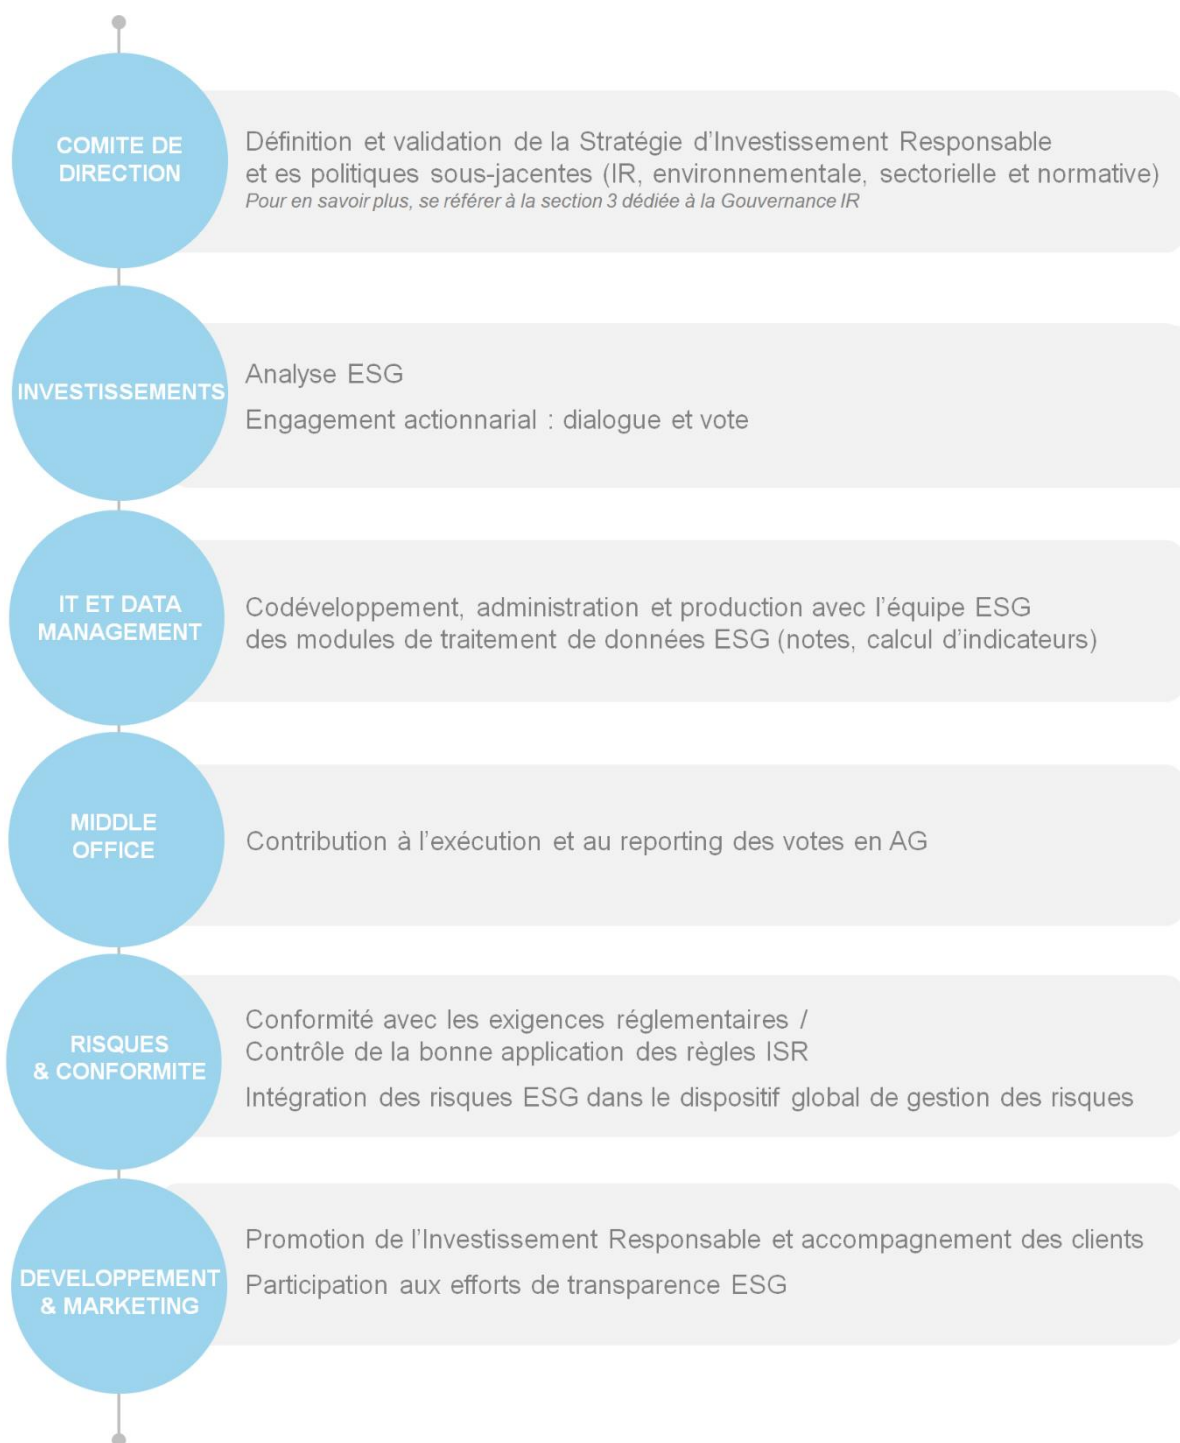 COMITE DE
DIRECTION
Définition et validation de la Stratégie d’Investissement Responsable
et es politiques sous-jacentes (IR, environnementale, sectorielle et normative)
Pour en savoir plus, se référer à la section 3 dédiée à la Gouvernance IR
INVESTISSEMENTS
Analyse ESG
Engagement actionnarial : dialogue et vote
IT ET DATA
MANAGEMENT
Codéveloppement, administration et production avec l’équipe ESG
des modules de traitement de données ESG (notes, calcul d’indicateurs)
MIDDLE
OFFICE
Contribution à l’exécution et au reporting des votes en AG
RISQUES
& CONFORMITE
Conformité avec les exigences réglementaires /
Contrôle de la bonne application des règles ISR
Intégration des risques ESG dans le dispositif global de gestion des risques
DEVELOPPEMENT
& MARKETING
Promotion de l’Investissement Responsable et accompagnement des clients
Participation aux efforts de transparence ESG